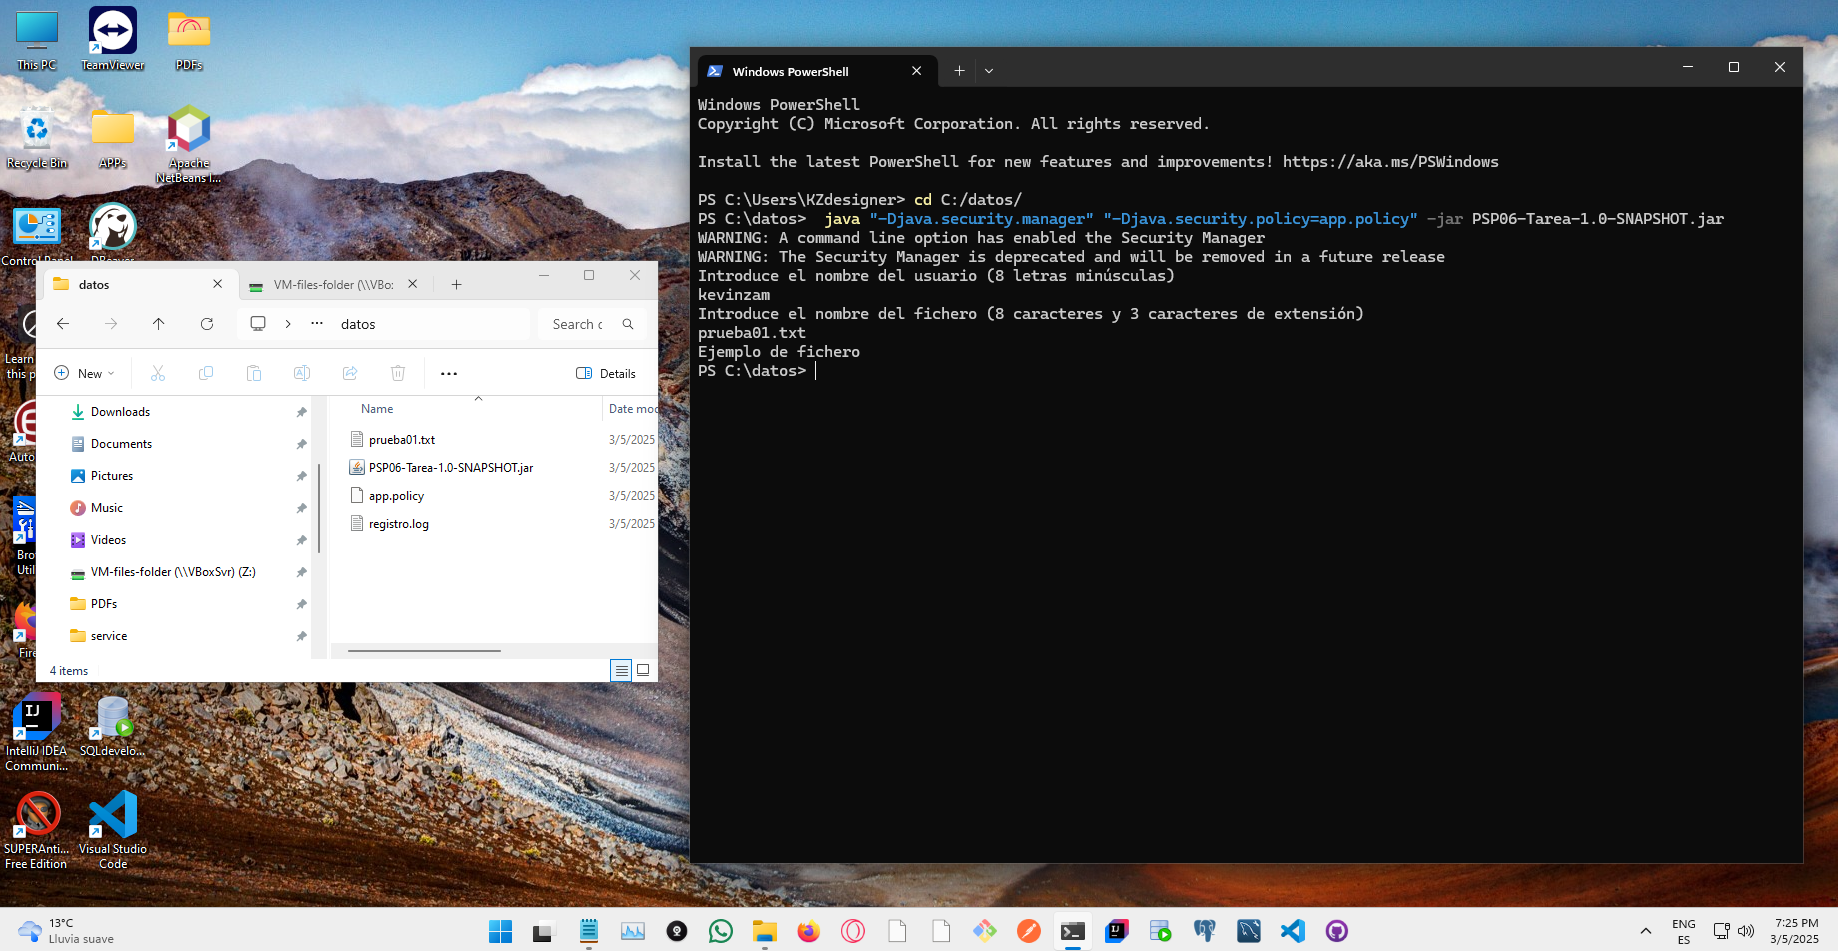 This PC
TeamViewer
PDFs
Recycle Bin
APPs
Apache
NetBeans I...
Control Panel
DBeaver
Learn
this p
Auto
Bro
Util
Fire
IntelliJ IDEA
Communi...
SQLdevelo...
SUPERAnti...
Free Edition
Visual Studio
Code
datos
VM-files-folder (\\VBo:
datos
Search c
New
Details
Downloads
Documents
Pictures
Music
Videos
VM-files-folder (\\VBoxSvr) (Z:)
PDFs
service
Name
Date moc
prueba01.txt
3/5/2025
PSP06-Tarea-1.0-SNAPSHOT.jar
3/5/2025
app.policy
3/5/2025
registro.log
3/5/2025
4 items
Windows PowerShell
Windows PowerShell
Copyright (C) Microsoft Corporation. All rights reserved.
Install the latest PowerShell for new features and improvements! https://aka.ms/PSWindows
PS C:\Users\KZdesigner> cd C:/datos/
PS C:\datos>  java "-Djava.security.manager" "-Djava.security.policy=app.policy" -jar PSP06-Tarea-1.0-SNAPSHOT.jar
WARNING: A command line option has enabled the Security Manager
WARNING: The Security Manager is deprecated and will be removed in a future release
Introduce el nombre del usuario (8 letras minúsculas)
kevinzam
Introduce el nombre del fichero (8 caracteres y 3 caracteres de extensión)
prueba01.txt
Ejemplo de fichero
PS C:\datos>
13°C
Lluvia suave
ENG
ES
7:25 PM
3/5/2025